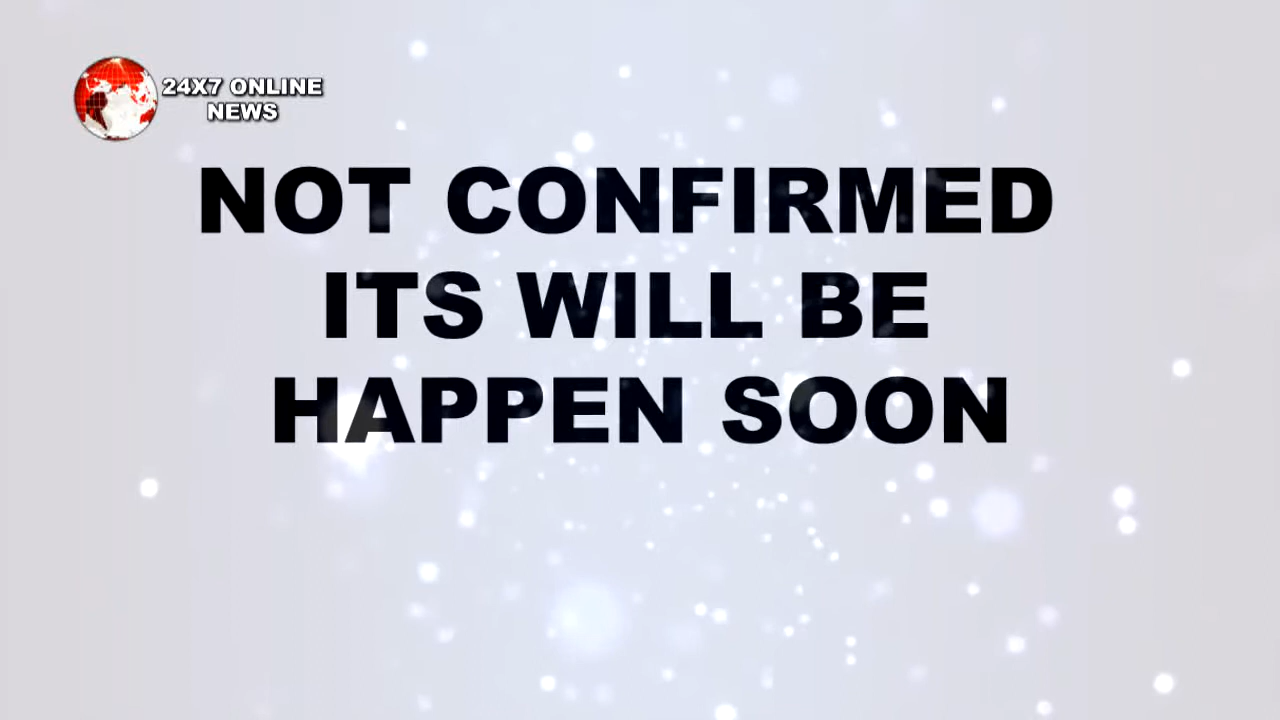 24X7 ONLINE
NEWS
NOT CONFIRMED
ITS WILL BE
HAPPEN SOON